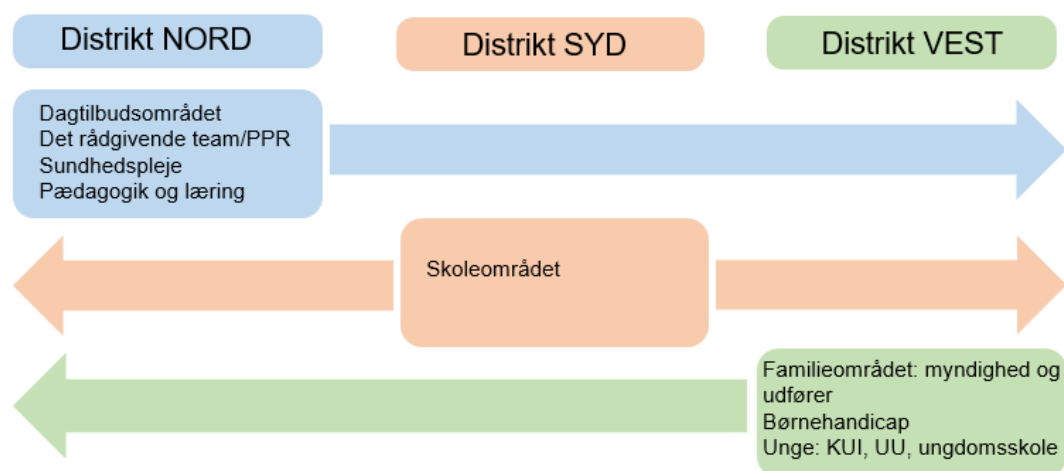 Distrikt NORD
Distrikt SYD
Distrikt VEST
Dagtilbudsområdet
Det rådgivende team/PPR
Sundhedspleje
Pædagogik og læring
Skoleområdet
Familieområdet: myndighed og
udfører
Børnehandicap
Unge: KUI, UU, ungdomsskole